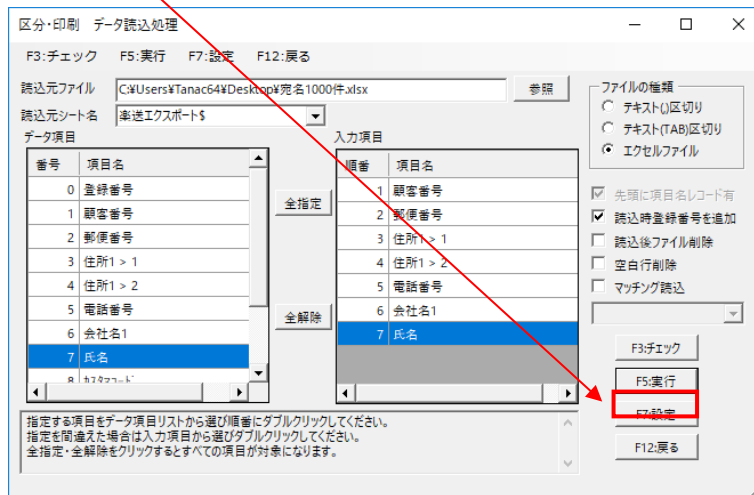 区分・印刷 データ読込処理
F3:チェック F5:実行 F7:設定 F12:戻る
読込元ファイル C:¥Users¥Tanac64¥Desktop¥宛名1000件.xlsx 参照
読込元シート名 楽送エクスポート$
データ項目
番号 項目名
0 登録番号
1 顧客番号
2 郵便番号
3 住所1 > 1
4 住所1 > 2
5 電話番号
6 会社名1
7 氏名
8 ｶｽﾀﾏｺｰﾄﾞ
全指定
全解除
入力項目
順番 項目名
1 顧客番号
2 郵便番号
3 住所1 > 1
4 住所1 > 2
5 電話番号
6 会社名1
7 氏名
ファイルの種類
テキスト(,)区切り
テキスト(TAB)区切り
エクセルファイル
先頭に項目名レコード有
読込時登録番号を追加
読込後ファイル削除
空白行削除
マッチング読込
F3:チェック
F5:実行
F7:設定
F12:戻る
指定する項目をデータ項目リストから選び順番にダブルクリックしてください。
指定を間違えた場合は入力項目から選びダブルクリックしてください。
全指定・全解除をクリックするとすべての項目が対象になります。